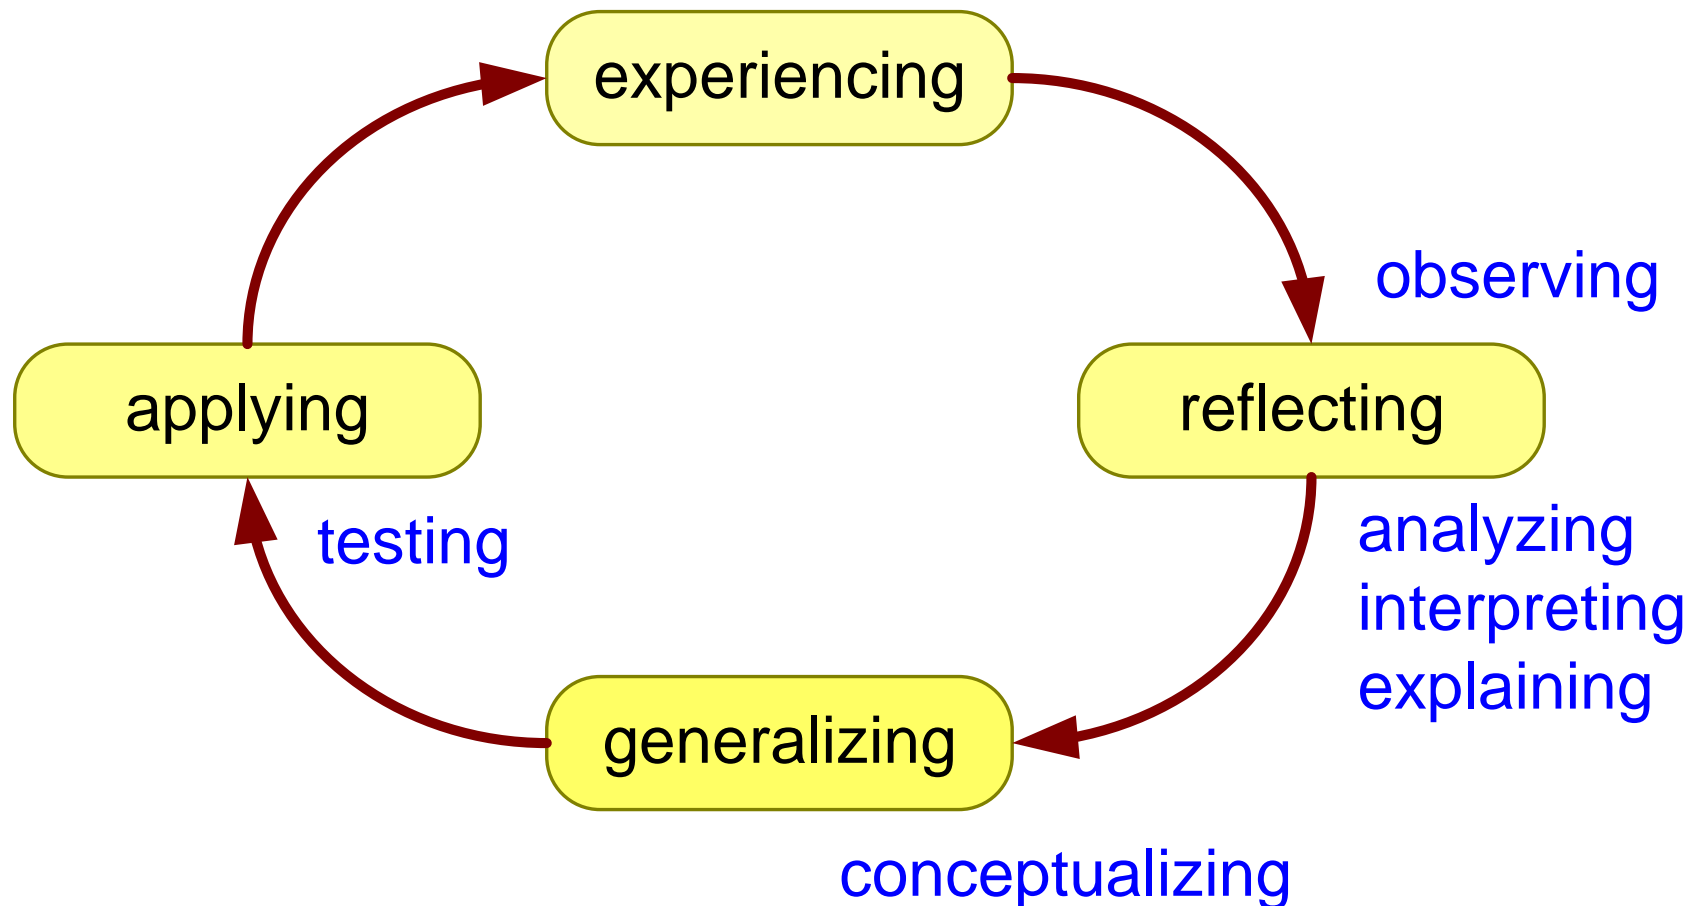 experiencing
observing
applying
reflecting
analyzing
testing
interpreting
explaining
generalizing
conceptualizing